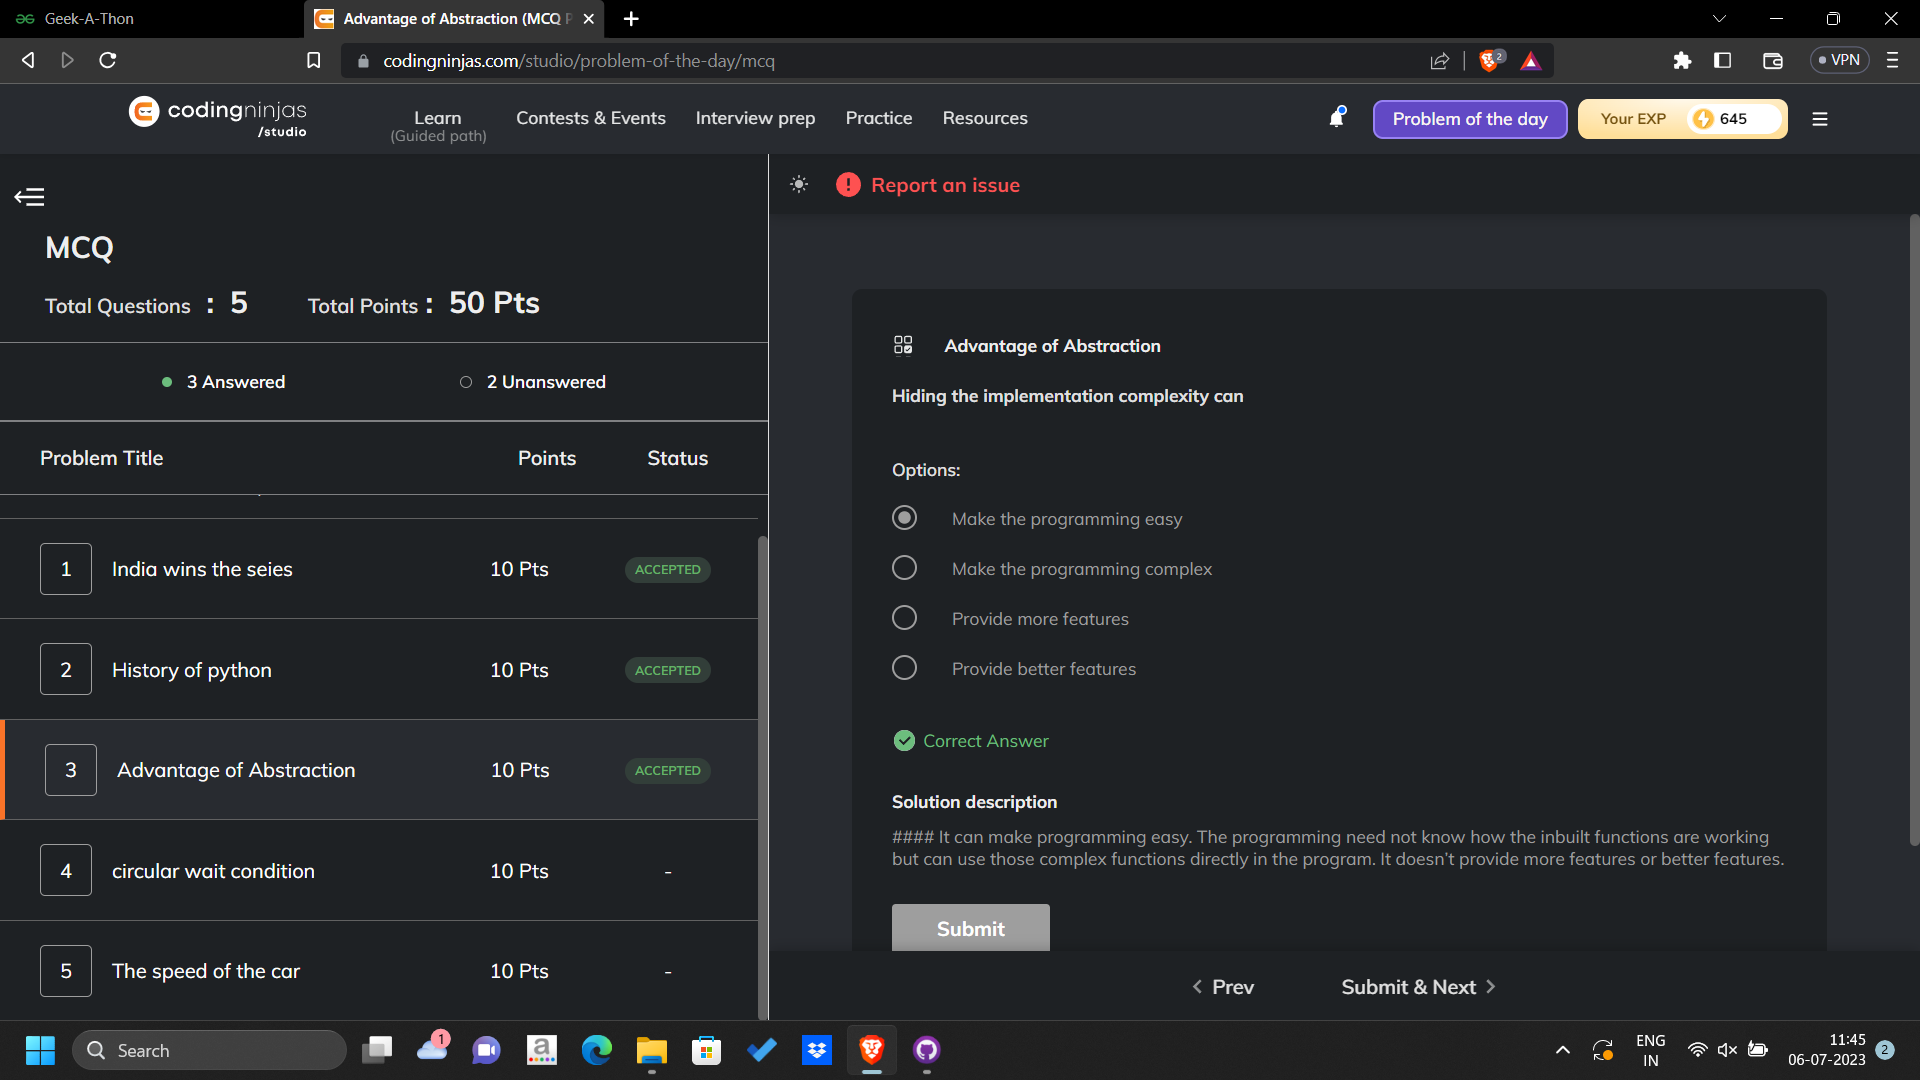 Geek-A-Thon
Advantage of Abstraction (MCQ P
codingninjas.com/studio/problem-of-the-day/mcq
2
VPN
codingninjas
/studio
Learn
(Guided path)
Contests & Events
Interview prep
Practice
Resources
Problem of the day
Your EXP
645
Report an issue
MCQ
Total Questions : 5
Total Points : 50 Pts
3 Answered
2 Unanswered
Problem Title Points Status
1 India wins the seies 10 Pts ACCEPTED
2 History of python 10 Pts ACCEPTED
3 Advantage of Abstraction 10 Pts ACCEPTED
4 circular wait condition 10 Pts -
5 The speed of the car 10 Pts -
Advantage of Abstraction
Hiding the implementation complexity can
Options:
Make the programming easy
Make the programming complex
Provide more features
Provide better features
Correct Answer
Solution description
#### It can make programming easy. The programming need not know how the inbuilt functions are working
but can use those complex functions directly in the program. It doesn't provide more features or better features.
Submit
Prev
Submit & Next
Search
1
a
ENG
IN
11:45
06-07-2023
2